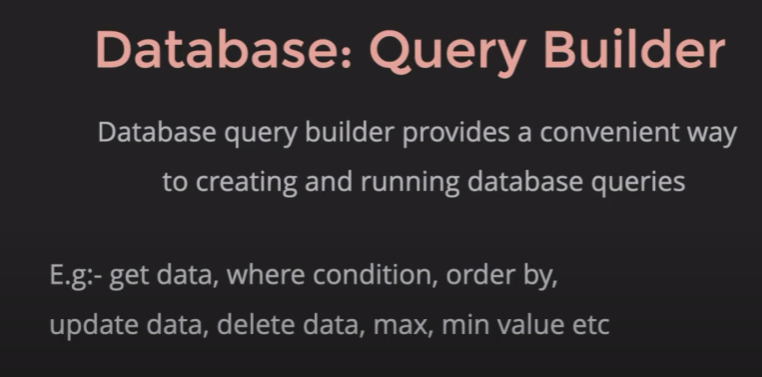 Database: Query Builder
Database query builder provides a convenient way
to creating and running database queries
E.g:- get data, where condition, order by,
update data, delete data, max, min value etc